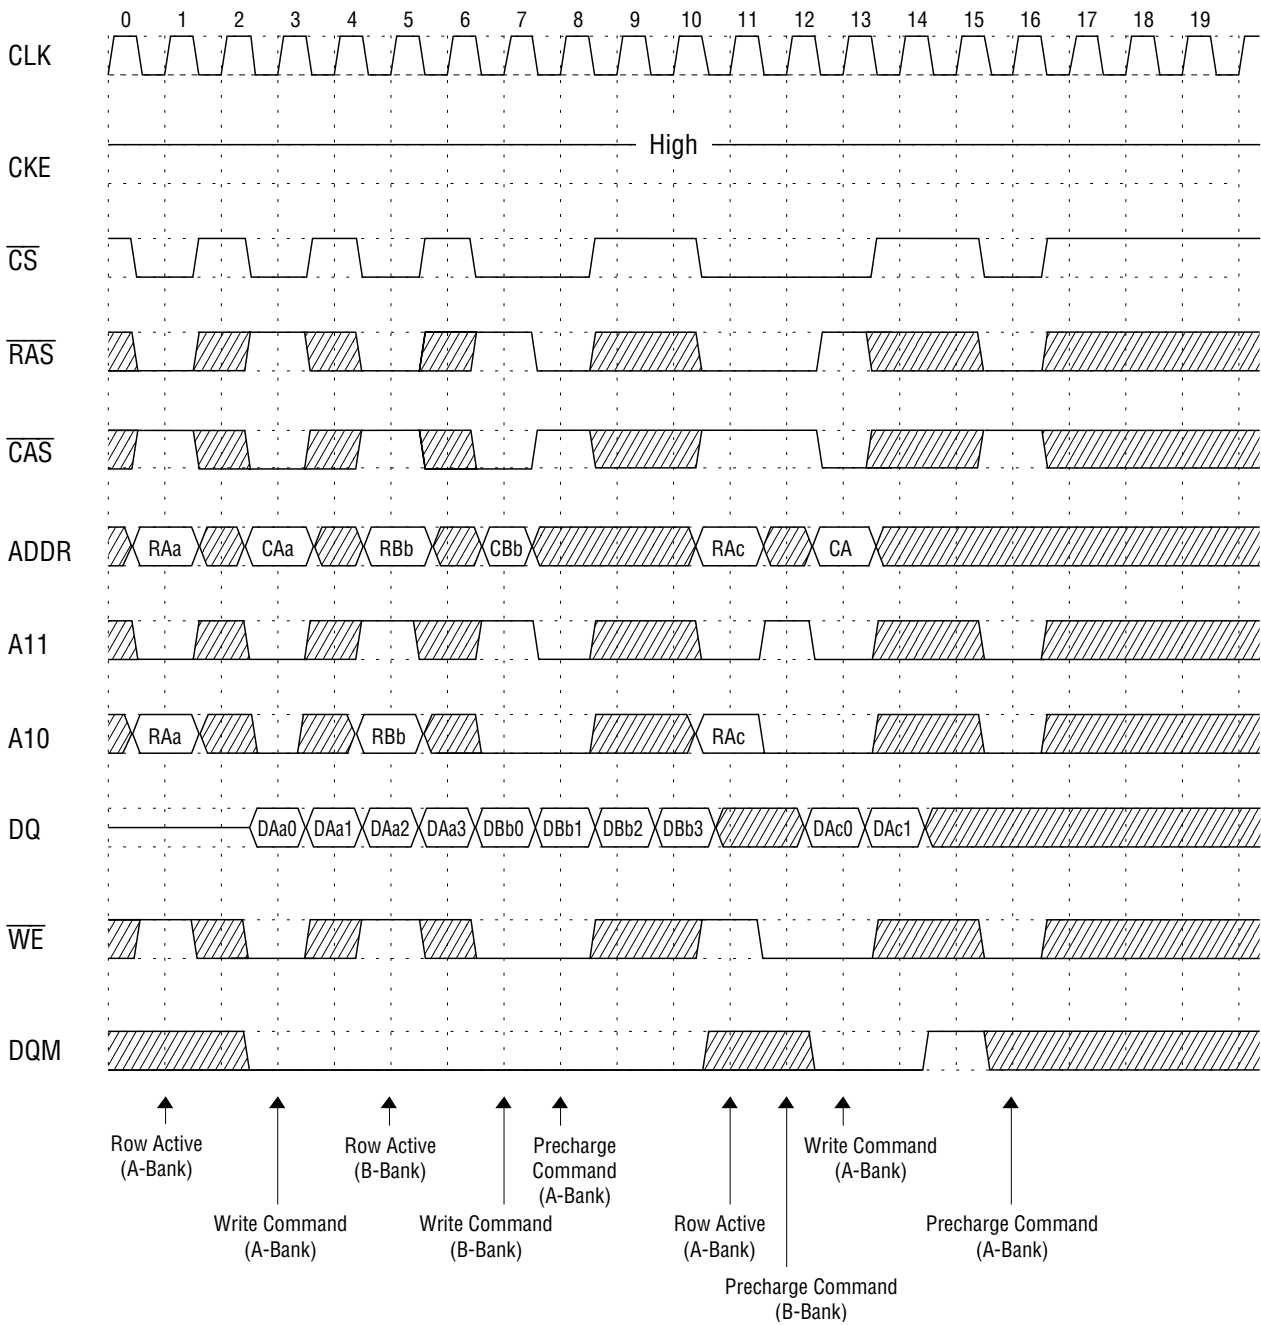 0 1 2 3 4 5 6 7 8 9 10 11 12 13 14 15 16 17 18 19
CLK
High
CKE
CS
RAS
CAS
ADDR RAa CAa RBb CBb RAc CA
A11
A10 RAa RBb RAc
DQ DAa0 DAa1 DAa2 DAa3 DBb0 DBb1 DBb2 DBb3 DAc0 DAc1
WE
DQM
Row Active
(A-Bank)
Row Active
(B-Bank)
Precharge
Command
(A-Bank)
Write Command
(A-Bank)
Write Command
(A-Bank)
Write Command
(B-Bank)
Row Active
(A-Bank)
Precharge Command
(A-Bank)
Precharge Command
(B-Bank)